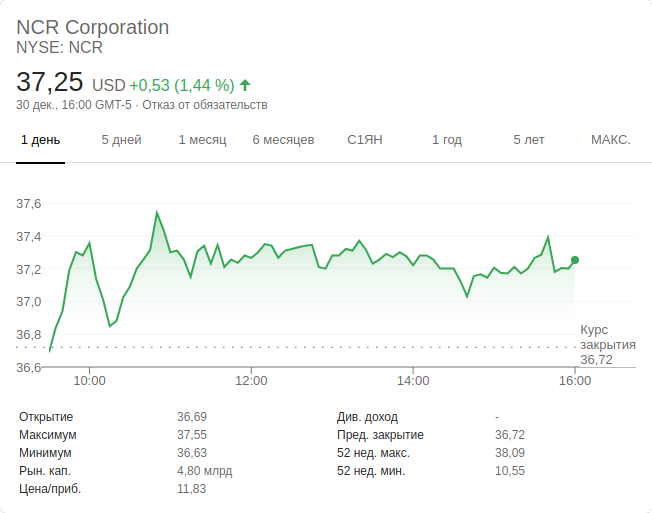 NCR Corporation
NYSE: NCR
37,25 USD +0,53 (1,44 %)
30 дек., 16:00 GMT-5 · Отказ от обязательств
1 день 5 дней 1 месяц 6 месяцев С1ЯН 1 год 5 лет МАКС.
37,6
37,4
37,2
37,0
36,8
36,6
Курс
закрытия
36,72
10:00 12:00 14:00 16:00
Открытие 36,69 Див. доход -
Максимум 37,55 Пред. закрытие 36,72
Минимум 36,63 52 нед. макс. 38,09
Рын. кап. 4,80 млрд 52 нед. мин. 10,55
Цена/приб. 11,83